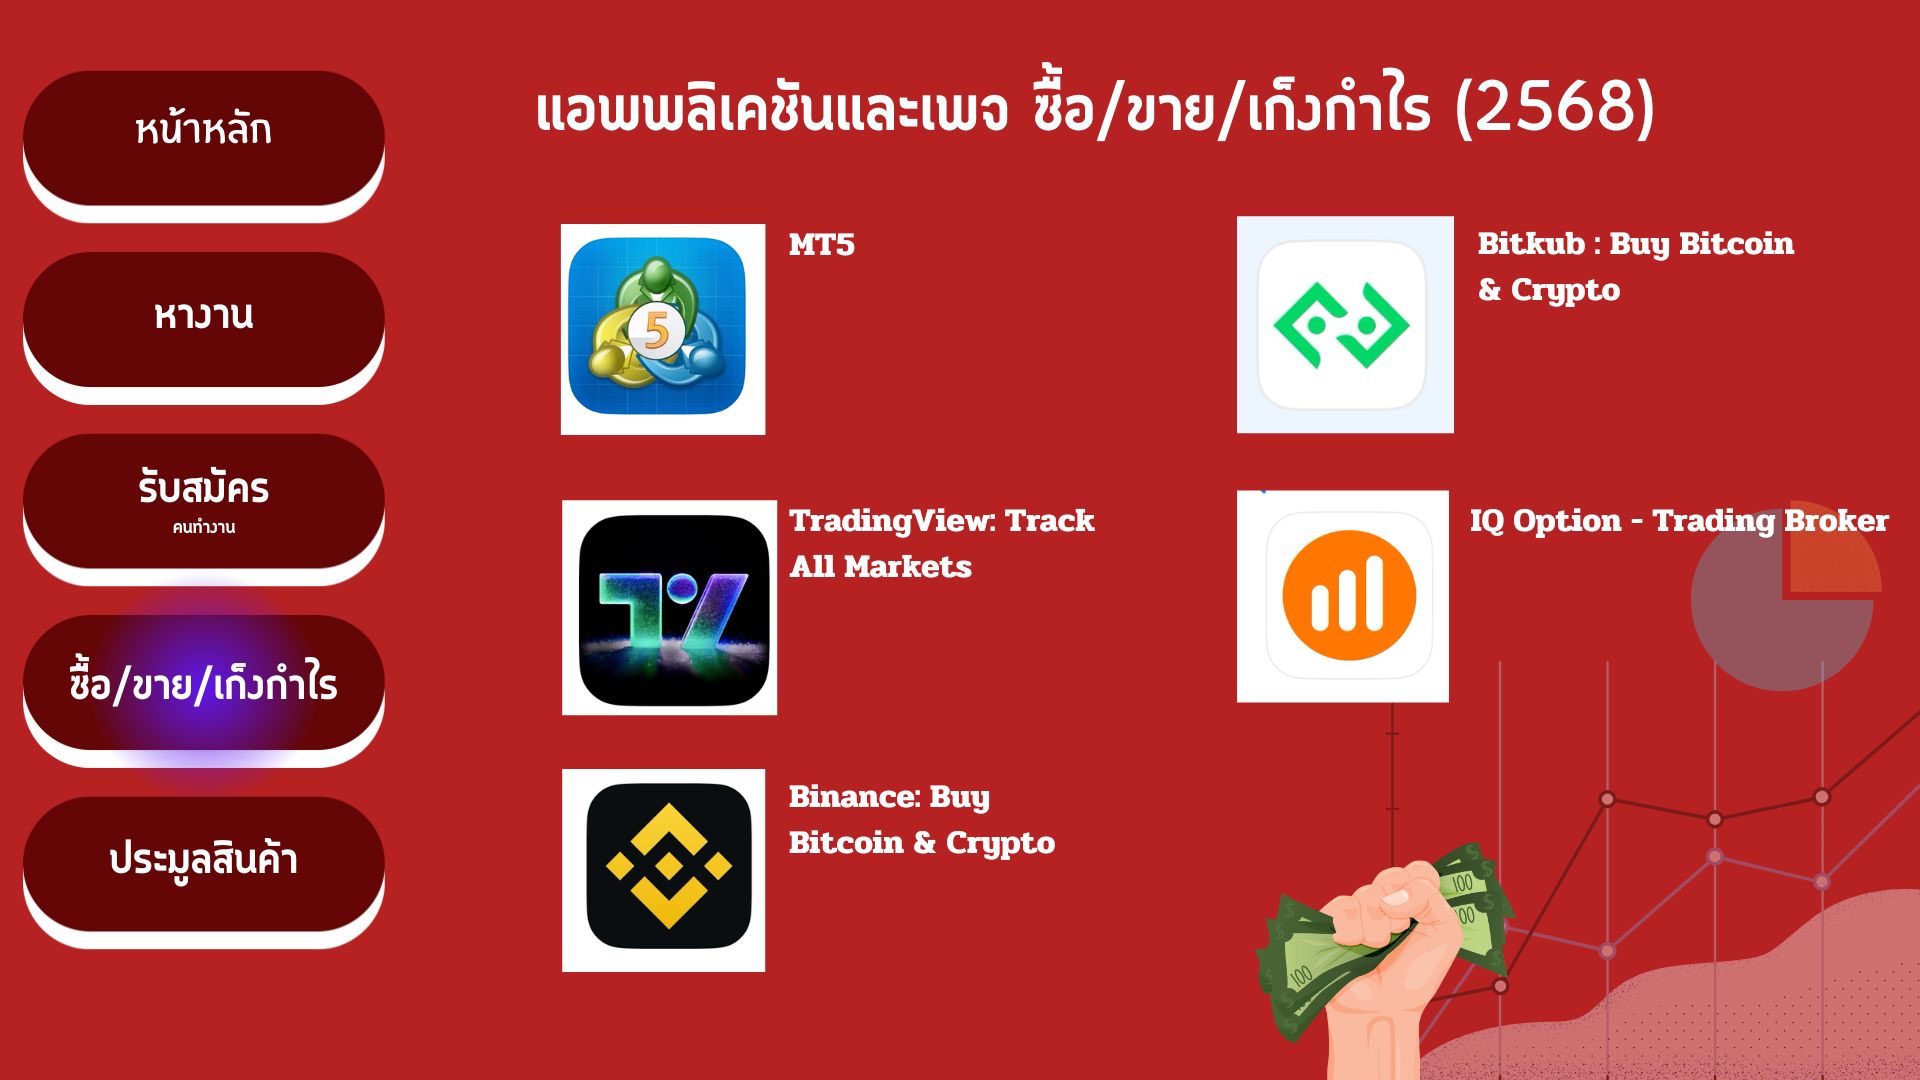 หน้าหลัก
หางาน
รับสมัคร
คนทำงาน
ซื้อ/ขาย/เก็งกำไร
ประมูลสินค้า
แอพพลิเคชันและเพจ ซื้อ/ขาย/เก็งกำไร (2568)
5
MT5
Bitkub : Buy Bitcoin
& Crypto
TradingView: Track
All Markets
IQ Option - Trading Broker
Binance: Buy
Bitcoin & Crypto
100
100
100